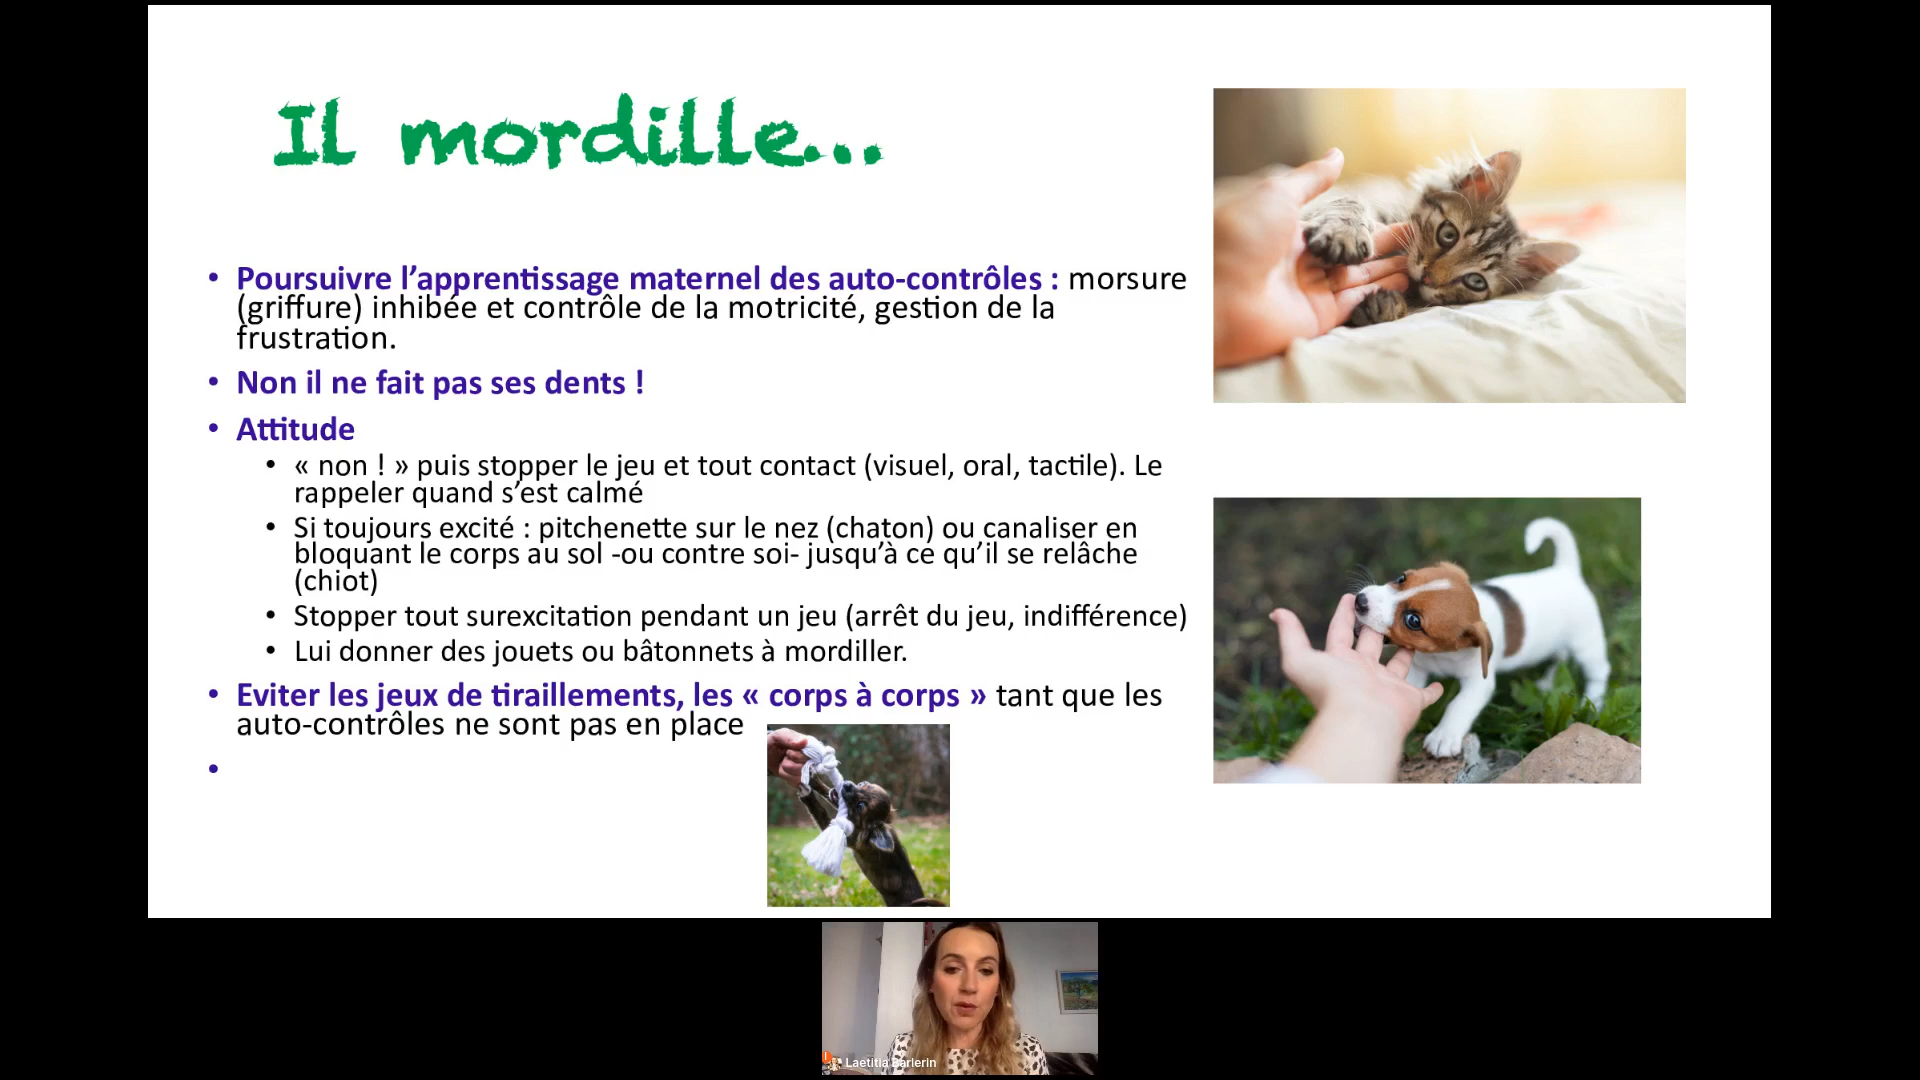 Il mordille...
• Poursuivre l’apprentissage maternel des auto-contrôles : morsure
(griffure) inhibée et contrôle de la motricité, gestion de la
frustration.
• Non il ne fait pas ses dents !
• Attitude
• « non ! » puis stopper le jeu et tout contact (visuel, oral, tactile). Le
rappeler quand s’est calmé
• Si toujours excité : pitchenette sur le nez (chaton) ou canaliser en
bloquant le corps au sol -ou contre soi- jusqu’à ce qu’il se relâche
(chiot)
• Stopper tout surexcitation pendant un jeu (arrêt du jeu, indifférence)
• Lui donner des jouets ou bâtonnets à mordiller.
• Eviter les jeux de tiraillements, les « corps à corps » tant que les
auto-contrôles ne sont pas en place
•
Laetitia Barlerin